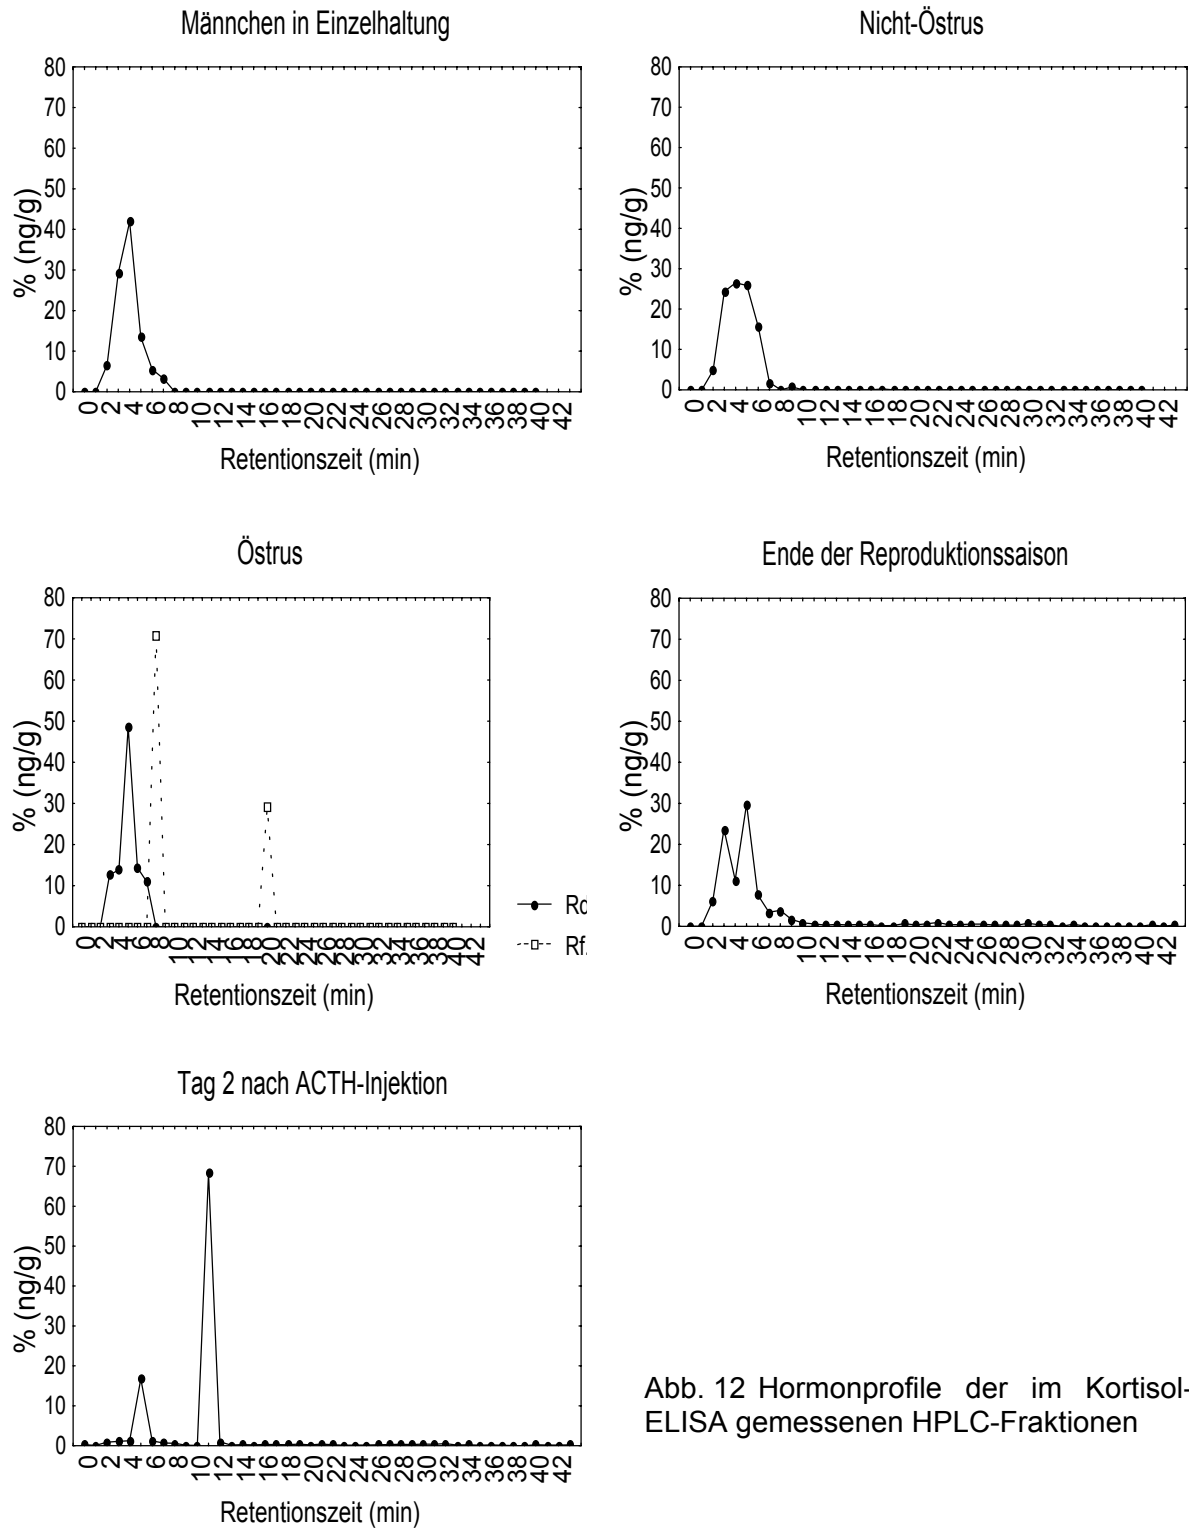 Männchen in Einzelhaltung
80
70
60
50
40
30
20
10
0
% (ng/g)
0 2 4 6 8 10 12 14 16 18 20 22 24 26 28 30 32 34 36 38 40 42
Retentionszeit (min)
Nicht-Östrus
80
70
60
50
40
30
20
10
0
% (ng/g)
0 2 4 6 8 10 12 14 16 18 20 22 24 26 28 30 32 34 36 38 40 42
Retentionszeit (min)
Östrus
80
70
60
50
40
30
20
10
0
% (ng/g)
0 2 4 6 8 10 12 14 16 18 20 22 24 26 28 30 32 34 36 38 40 42
Retentionszeit (min)
Rf.
Ende der Reproduktionssaison
80
70
60
50
40
30
20
10
0
% (ng/g)
0 2 4 6 8 10 12 14 16 18 20 22 24 26 28 30 32 34 36 38 40 42
Retentionszeit (min)
Tag 2 nach ACTH-Injektion
80
70
60
50
40
30
20
10
0
% (ng/g)
0 2 4 6 8 10 12 14 16 18 20 22 24 26 28 30 32 34 36 38 40 42
Retentionszeit (min)
Abb. 12 Hormonprofile der im Kortisol-
ELISA gemessenen HPLC-Fraktionen